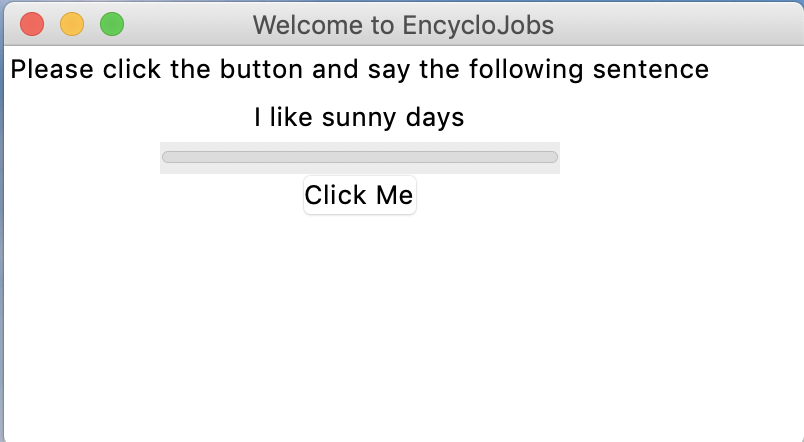 Welcome to EncycloJobs
Please click the button and say the following sentence
I like sunny days
Click Me